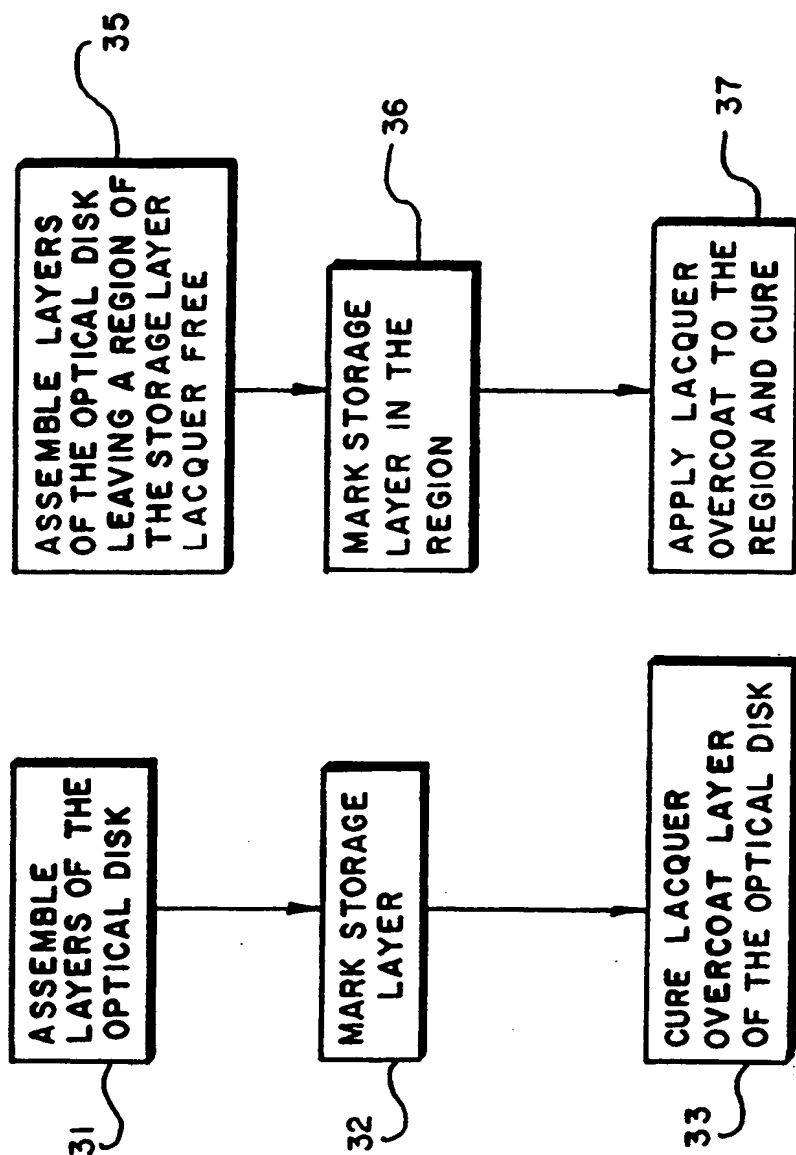 31
ASSEMBLE
LAYERS OF THE
OPTICAL DISK
32
MARK STORAGE
LAYER
33
CURE LACQUER
OVERCOAT LAYER
OF THE OPTICAL DISK
35
ASSEMBLE LAYERS
OF THE OPTICAL DISK
LEAVING A REGION OF
THE STORAGE LAYER
LACQUER FREE
36
MARK STORAGE
LAYER IN THE
REGION
37
APPLY LACQUER
OVERCOAT TO THE
REGION AND CURE